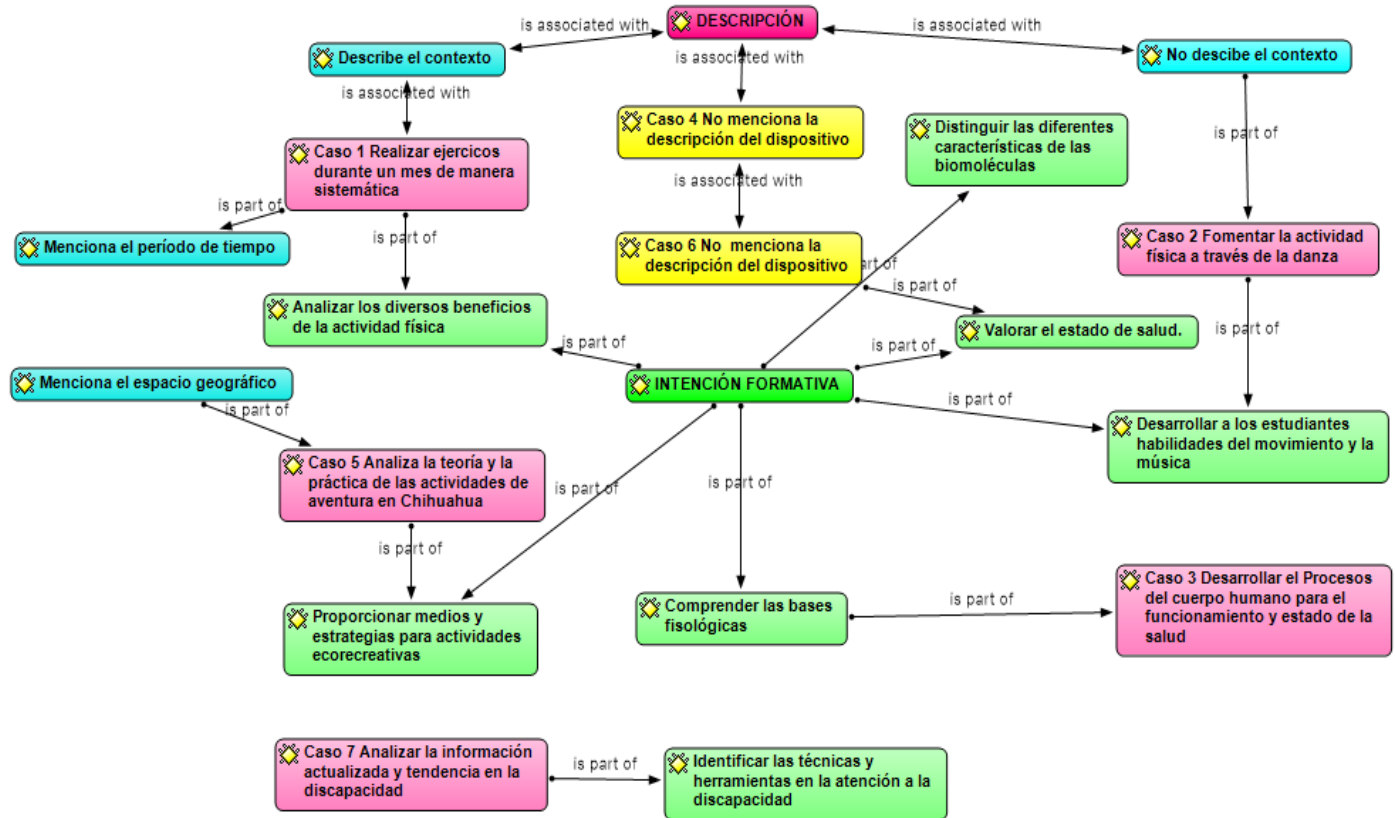 DESCRIPCIÓN
is associated with
is associated with
is associated with
Describe el contexto
No descibe el contexto
is associated with
Caso 4 No menciona la
descripción del dispositivo
Distinguir las diferentes
características de las
biomoléculas
is part of
Caso 1 Realizar ejercicos
durante un mes de manera
sistemática
is associated with
is part of
Menciona el período de tiempo
is part of
Caso 6 No menciona la
descripción del dispositivo
part of
Caso 2 Fomentar la actividad
física a través de la danza
is part of
Analizar los diversos beneficios
de la actividad física
Valorar el estado de salud.
is part of
is part of
is part of
Menciona el espacio geográfico
INTENCIÓN FORMATIVA
is part of
is part of
Desarrollar a los estudiantes
habilidades del movimiento y la
música
Caso 5 Analiza la teoría y la
práctica de las actividades de
aventura en Chihuahua
is part of
is part of
is part of
Proporcionar medios y
estrategias para actividades
ecorecreativas
Comprender las bases
fisológicas
is part of
Caso 3 Desarrollar el Procesos
del cuerpo humano para el
funcionamiento y estado de la
salud
Caso 7 Analizar la información
actualizada y tendencia en la
discapacidad
is part of
Identificar las técnicas y
herramientas en la atención a la
discapacidad